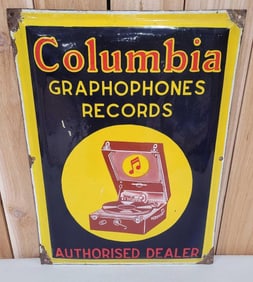 Columbia
GRAPHOPHONES
RECORDS
AUTHORISED DEALER